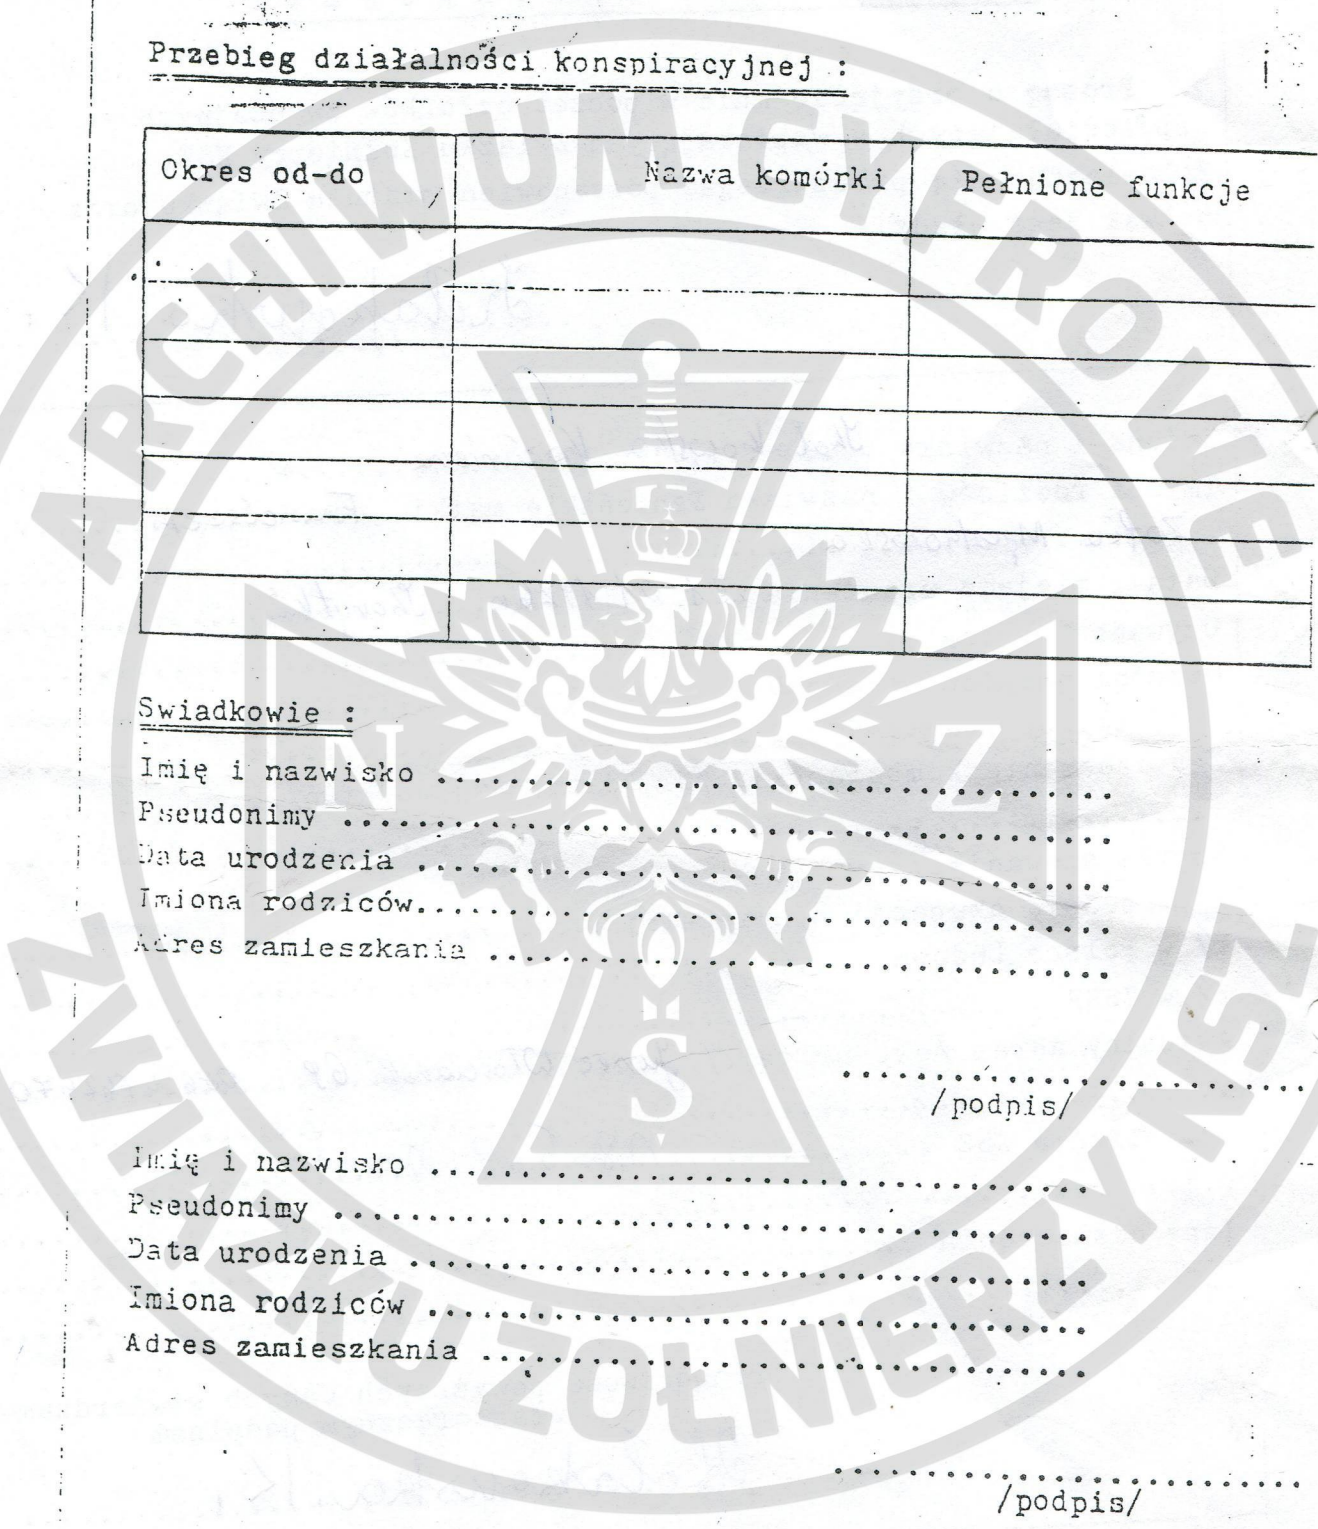 Przebieg działalności konspiracyjnej :
Okres od-do Nazwa komórki Pełnione funkcje
Swiadkowie :
Imię i nazwisko ........................................
Pseudonimy ........................................
Data urodzenia ........................................
Imiona rodziców........................................
Adres zamieszkania ........................................
........................................
/podpis/
Imię i nazwisko ........................................
Pseudonimy ........................................
Data urodzenia ........................................
Imiona rodziców ........................................
Adres zamieszkania ........................................
........................................
/podpis/
ARCHIWUM CYFROWE
ZWIĄZKU ŻOŁNIERZY NSZ
N Z
S